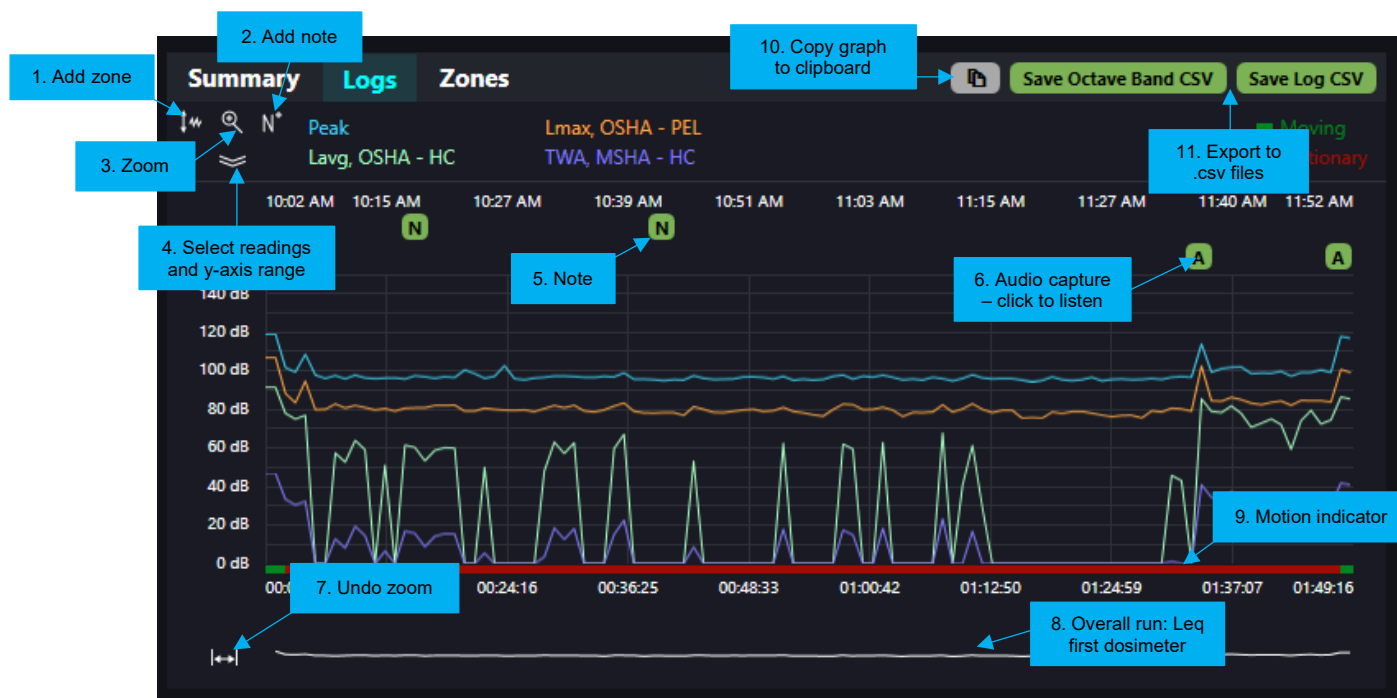 2. Add note
10. Copy graph
to clipboard
1. Add zone
Summary
Logs
Zones
Save Octave Band CSV
Save Log CSV
N+
Peak
Lmax, OSHA - PEL
Moving
3. Zoom
Lavg, OSHA - HC
TWA, MSHA - HC
11. Export to
.csv files
tionary
10:02 AM 10:15 AM 10:27 AM 10:39 AM 10:51 AM 11:03 AM 11:15 AM 11:27 AM 11:40 AM 11:52 AM
N
N
4. Select readings
and y-axis range
5. Note
6. Audio capture
– click to listen
A
A
140 dB
120 dB
100 dB
80 dB
60 dB
40 dB
20 dB
9. Motion indicator
0 dB
7. Undo zoom
00:24:16 00:36:25 00:48:33 01:00:42 01:12:50 01:24:59 01:37:07 01:49:16
8. Overall run: Leq
first dosimeter